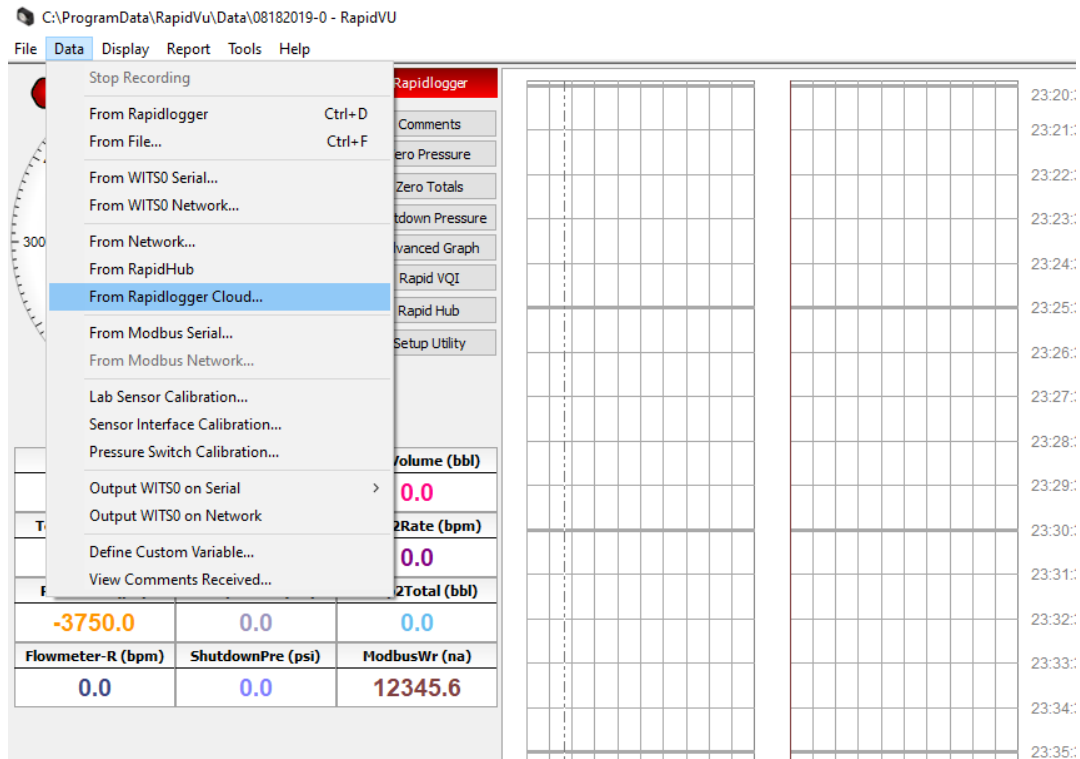 C:\ProgramData\RapidVu\Data\08182019-0 - RapidVU
File Data Display Report Tools Help
Stop Recording
From Rapidlogger Ctrl+D
From File... Ctrl+F
From WITS0 Serial...
From WITS0 Network...
From Network...
From RapidHub
From Rapidlogger Cloud...
From Modbus Serial...
From Modbus Network...
Lab Sensor Calibration...
Sensor Interface Calibration...
Pressure Switch Calibration...
Output WITS0 on Serial
Output WITS0 on Network
Define Custom Variable...
View Comments Received...
300
Rapidlogger
Comments
ero Pressure
Zero Totals
tdown Pressure
vanced Graph
Rapid VQI
Rapid Hub
Setup Utility
Volume (bbl)
0.0
2Rate (bpm)
0.0
2Total (bbl)
-3750.0 0.0 0.0
Flowmeter-R (bpm) ShutdownPre (psi) ModbusWr (na)
0.0 0.0 12345.6
23:20:
23:21:
23:22:
23:23:
23:24:
23:25:
23:26:
23:27:
23:28:
23:29:
23:30:
23:31:
23:32:
23:33:
23:34:
23:35: